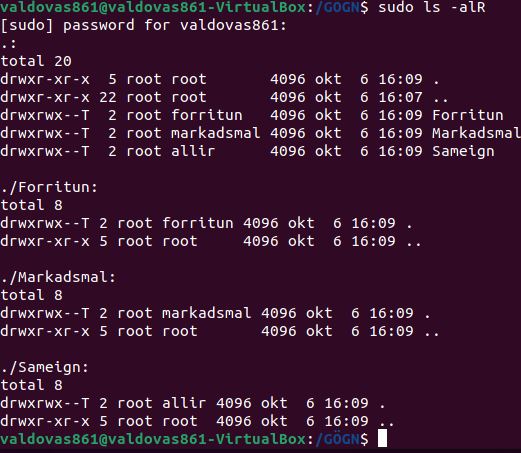 valdovas861@valdovas861-VirtualBox:/GÖGN$ sudo ls -alR
[sudo] password for valdovas861:
.:
total 20
drwxr-xr-x  5 root root       4096 okt  6 16:09 .
drwxr-xr-x 22 root root       4096 okt  6 16:07 ..
drwxrwx--T  2 root forritun   4096 okt  6 16:09 Forritun
drwxrwx--T  2 root markadsmal 4096 okt  6 16:09 Markadsmal
drwxrwx--T  2 root allir      4096 okt  6 16:09 Sameign

./Forritun:
total 8
drwxrwx--T 2 root forritun 4096 okt  6 16:09 .
drwxr-xr-x 5 root root     4096 okt  6 16:09 ..

./Markadsmal:
total 8
drwxrwx--T 2 root markadsmal 4096 okt  6 16:09 .
drwxr-xr-x 5 root root       4096 okt  6 16:09 ..

./Sameign:
total 8
drwxrwx--T 2 root allir 4096 okt  6 16:09 .
drwxr-xr-x 5 root root  4096 okt  6 16:09 ..
valdovas861@valdovas861-VirtualBox:/GÖGN$